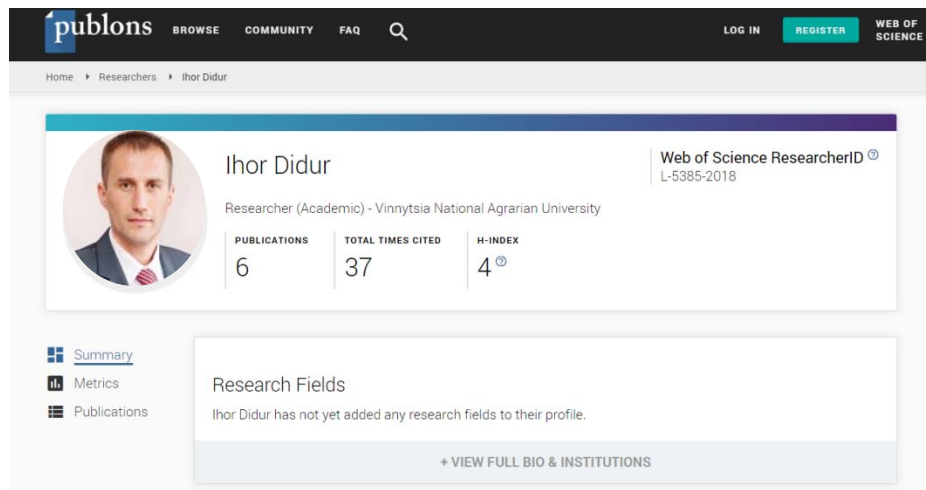 publons BROWSE COMMUNITY FAQ LOG IN REGISTER WEB OF SCIENCE
Home Researchers Ihor Didur
Ihor Didur
Web of Science ResearcherID
L-5385-2018
Researcher (Academic) - Vinnytsia National Agrarian University
PUBLICATIONS TOTAL TIMES CITED H-INDEX
6 37 4
Summary
Metrics
Publications
Research Fields
Ihor Didur has not yet added any research fields to their profile.
+ VIEW FULL BIO & INSTITUTIONS